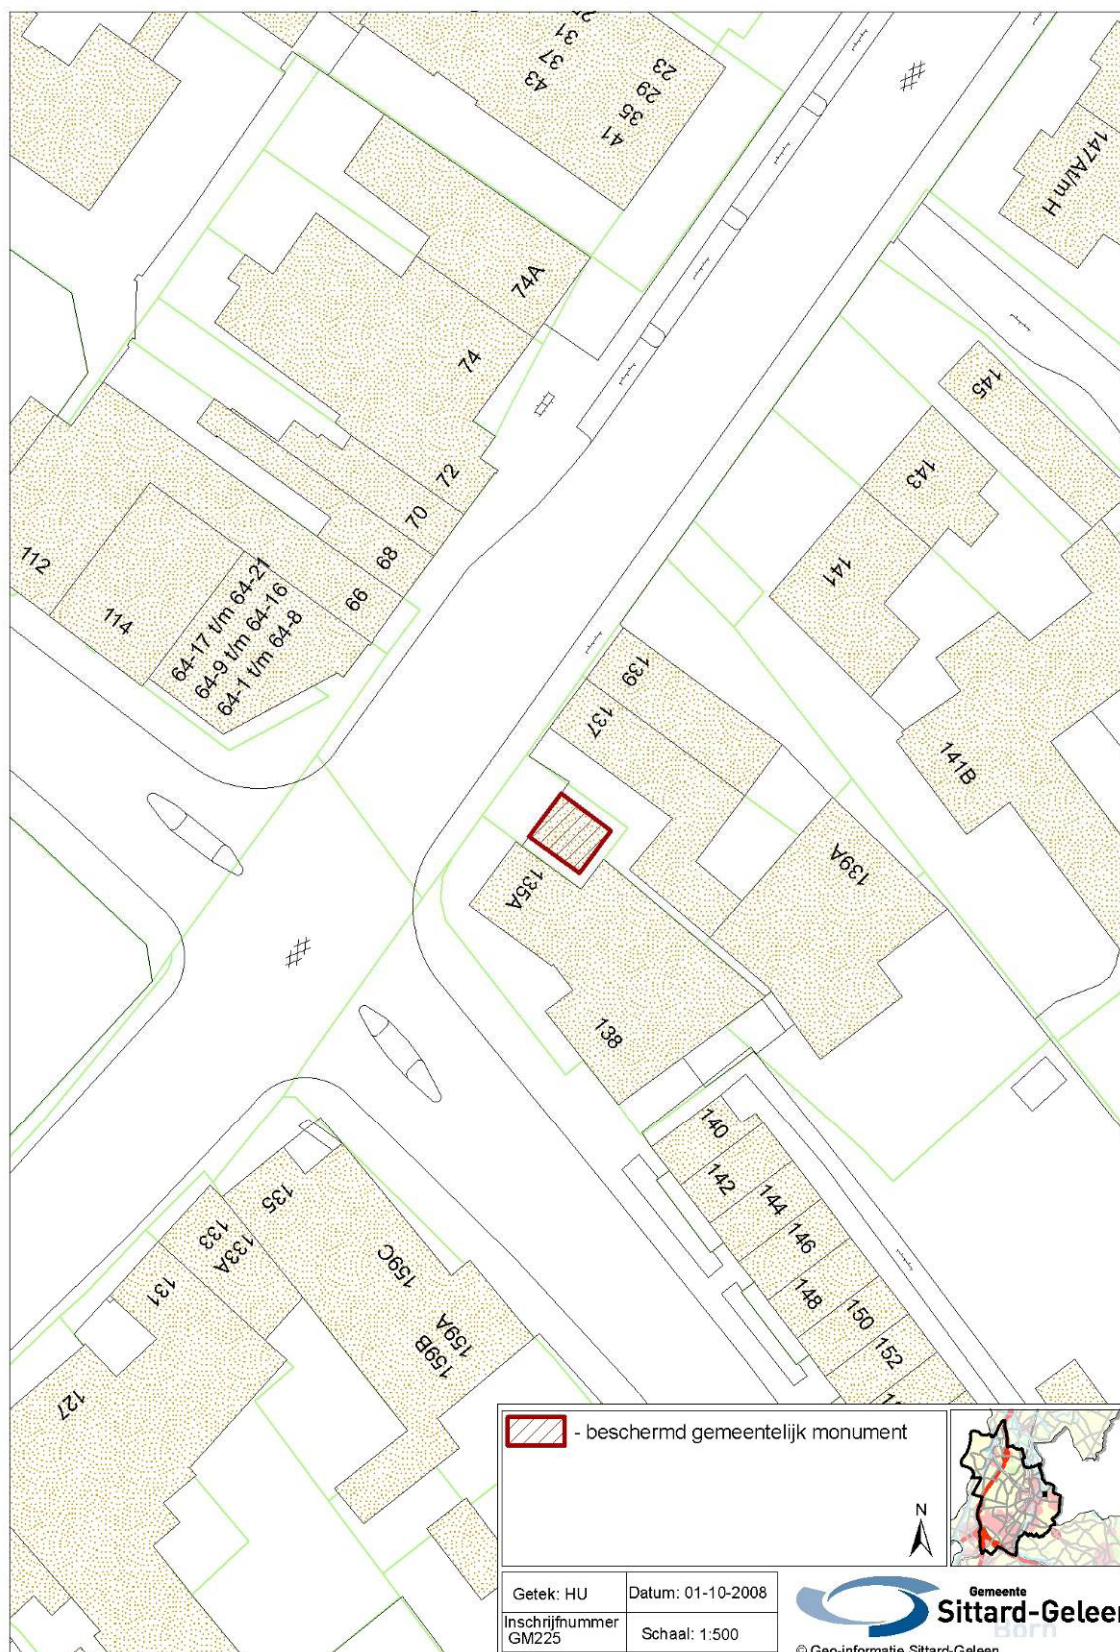 31
37
43
23
29
35
41
147At/m H
74A
74
145
143
72
70
68
66
141
112
114
64-17 t/m 64-21
64-9 t/m 64-16
64-1 t/m 64-8
139
137
141B
139A
135A
138
140
142
144
146
148
150
152
135
133
133A
131
159C
159A
159B
127
- beschermd gemeentelijk monument
N
Getek: HU
Datum: 01-10-2008
Inschrijfnummer
GM225
Schaal: 1:500
Gemeente
Sittard-Geleen
Born
© Geo-informatie Sittard-Geleen